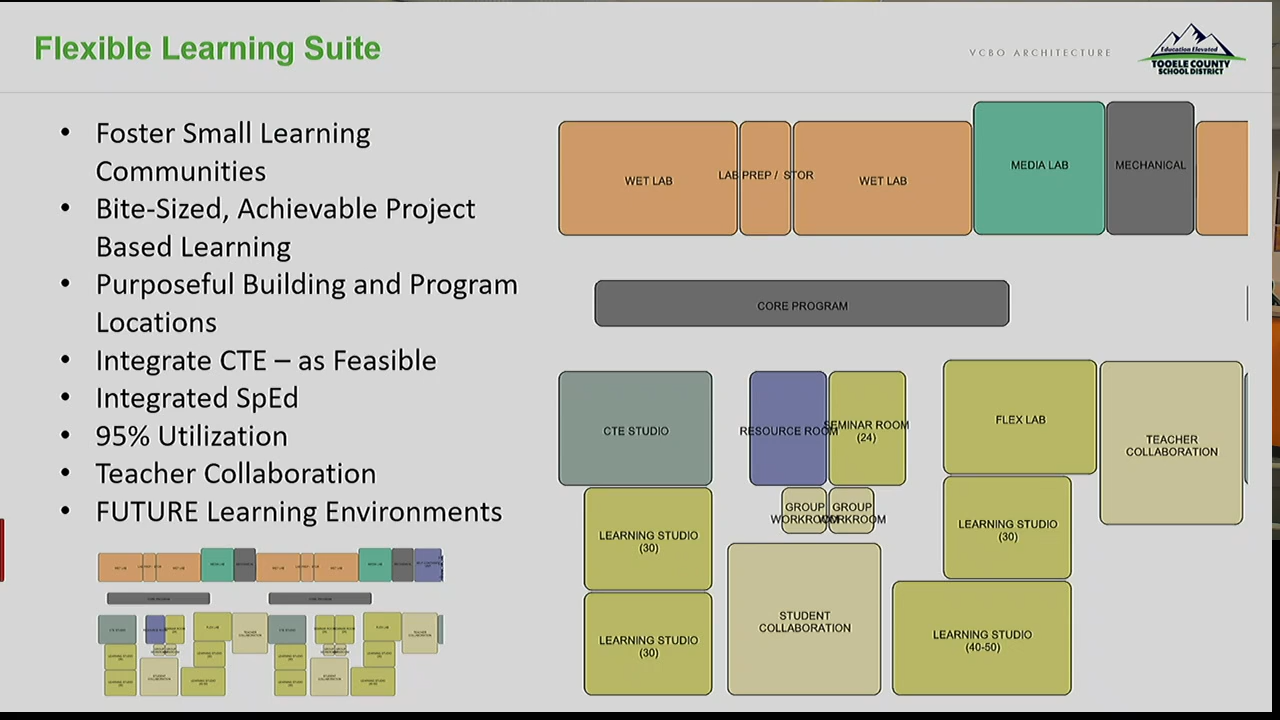 Flexible Learning Suite
VCBO ARCHITECTURE
Education Elevated
TOOELE COUNTY
SCHOOL DISTRICT
• Foster Small Learning
Communities
• Bite-Sized, Achievable Project
Based Learning
• Purposeful Building and Program
Locations
• Integrate CTE – as Feasible
• Integrated SpEd
• 95% Utilization
• Teacher Collaboration
• FUTURE Learning Environments
WET LAB
LAB PREP / STOR
WET LAB
MEDIA LAB
MECHANICAL
CORE PROGRAM
CTE STUDIO
RESOURCE ROOM
SEMINAR ROOM
(24)
FLEX LAB
TEACHER
COLLABORATION
GROUP
WORKROOM
GROUP
WORKROOM
LEARNING STUDIO
(30)
LEARNING STUDIO
(30)
LEARNING STUDIO
(30)
STUDENT
COLLABORATION
LEARNING STUDIO
(40-50)